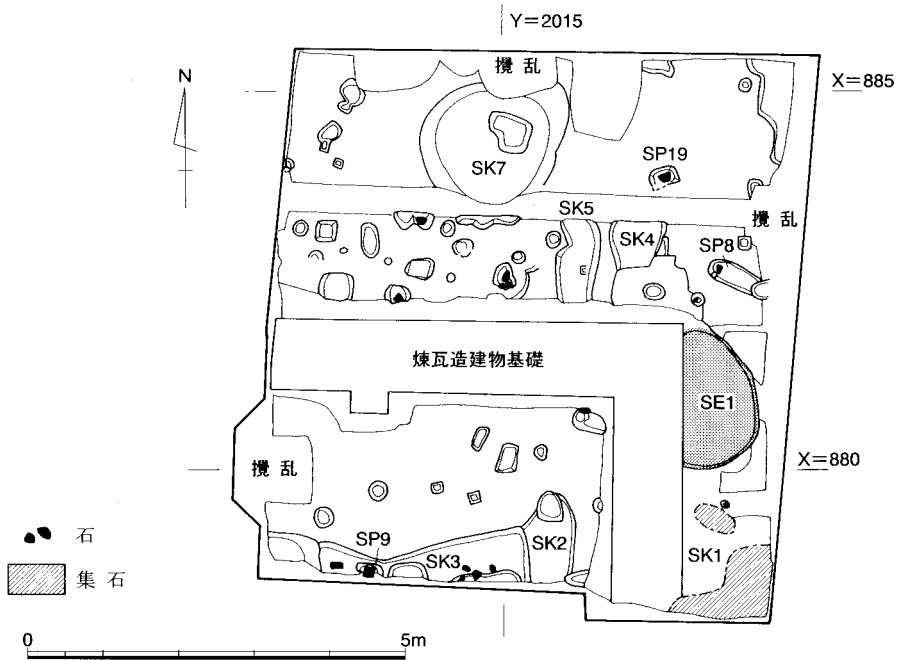 Y=2015
攪乱
X=885
N
SK7
SP19
SK5
攪乱
SK4
SP8
煉瓦造建物基礎
SE1
攪乱
X=880
石
SP9
SK3
SK2
SK1
集石
0
5m